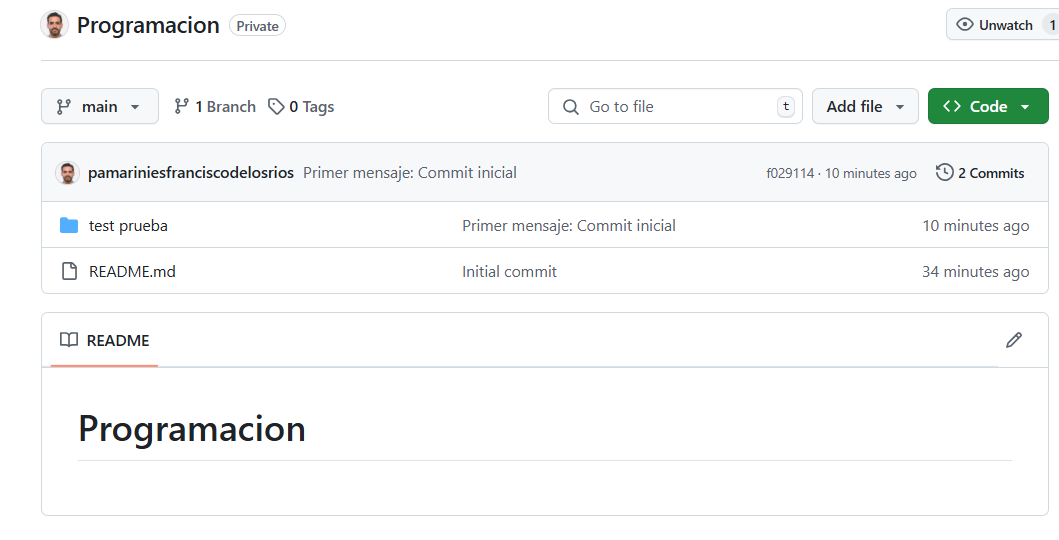 Programacion Private Unwatch 1
main 1 Branch 0 Tags Go to file t Add file Code
pamariniesfranciscodelosrios Primer mensaje: Commit inicial f029114 · 10 minutes ago 2 Commits
test prueba Primer mensaje: Commit inicial 10 minutes ago
README.md Initial commit 34 minutes ago
README
Programacion